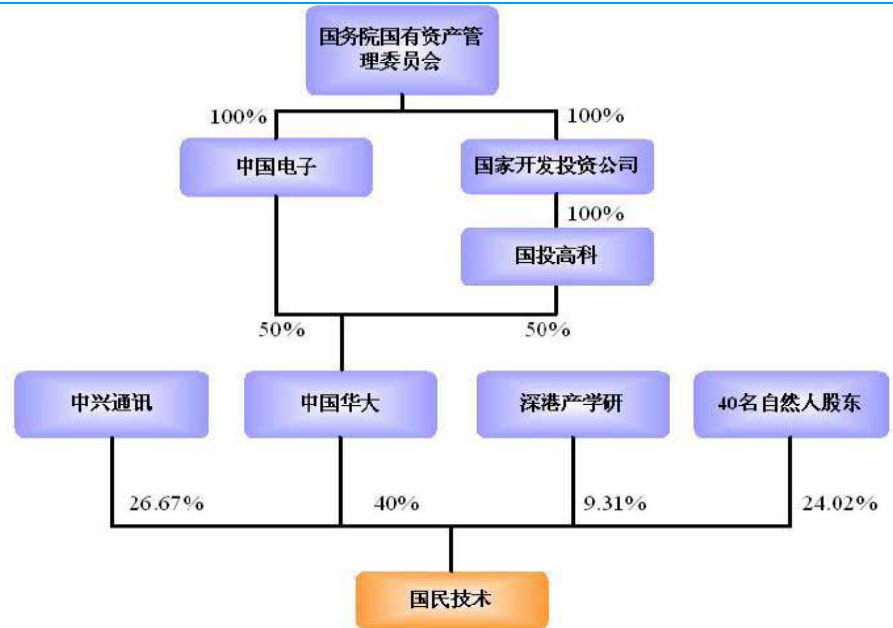 国务院国有资产管
理委员会
100%
100%
中国电子
国家开发投资公司
100%
国投高科
50%
50%
中兴通讯
中国华大
深港产学研
40名自然人股东
26.67%
40%
9.31%
24.02%
国民技术